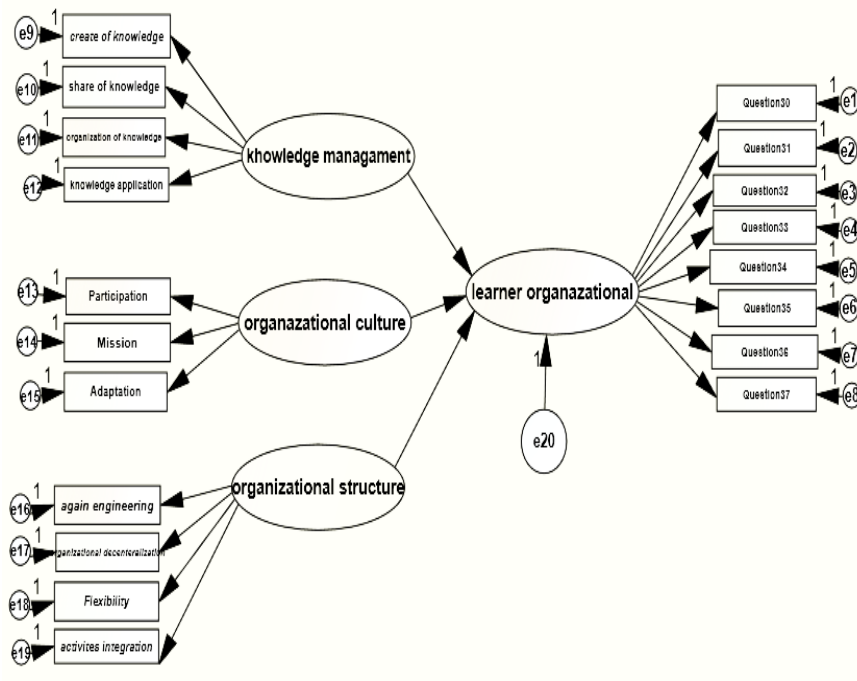 e9
1
create of knowledge
e10
1
share of knowledge
e11
1
organization of knowledge
e12
1
knowledge application
khowledge managament
e13
1
Participation
e14
1
Mission
e15
1
Adaptation
organazational culture
e16
1
again engineering
e17
1
rganizational decenteralization
e18
1
Flexibility
e19
1
activites integration
organizational structure
learner organazational
1
e20
Question30
1
e1
Question31
1
e2
Question32
1
e3
Question33
1
e4
Question34
1
e5
Question35
1
e6
Question36
1
e7
Question37
1
e8